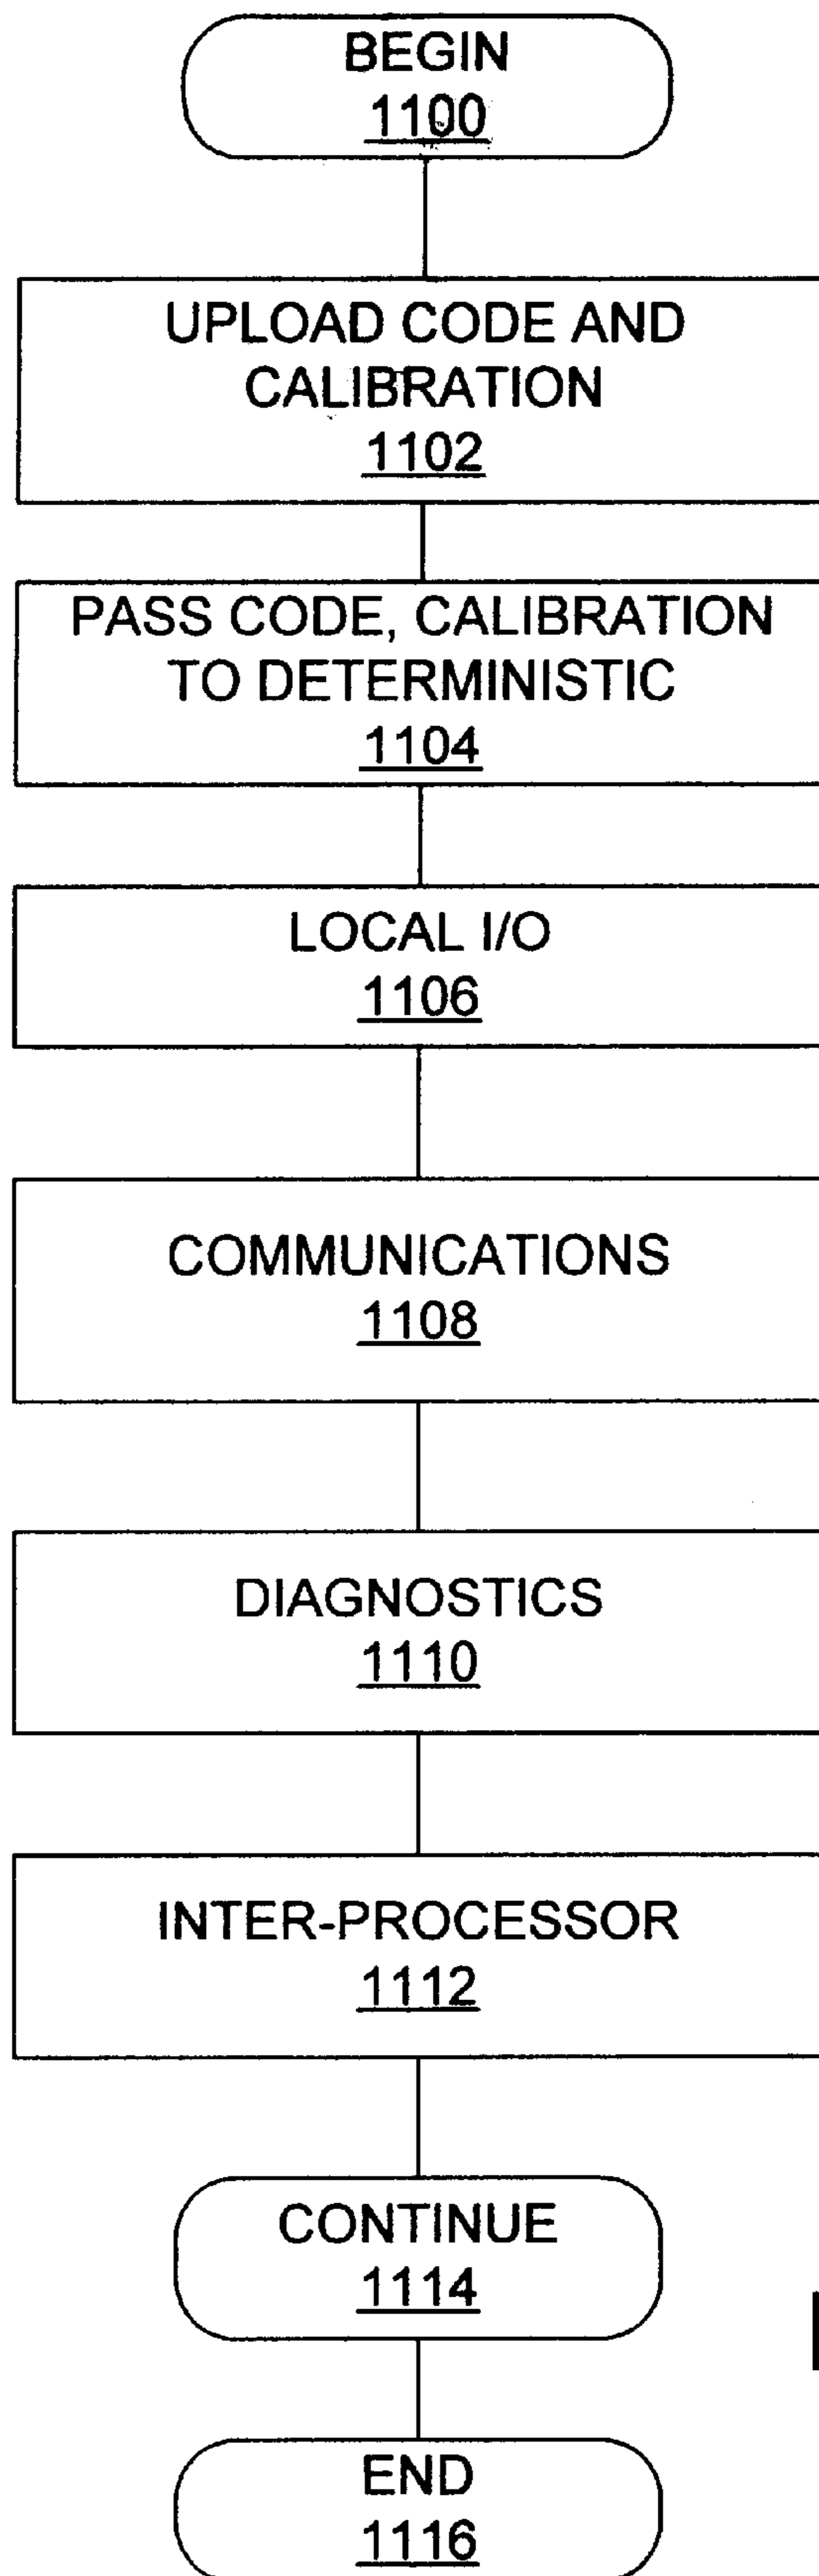 BEGIN
1100
UPLOAD CODE AND
CALIBRATION
1102
PASS CODE, CALIBRATION
TO DETERMINISTIC
1104
LOCAL I/O
1106
COMMUNICATIONS
1108
DIAGNOSTICS
1110
INTER-PROCESSOR
1112
CONTINUE
1114
END
1116